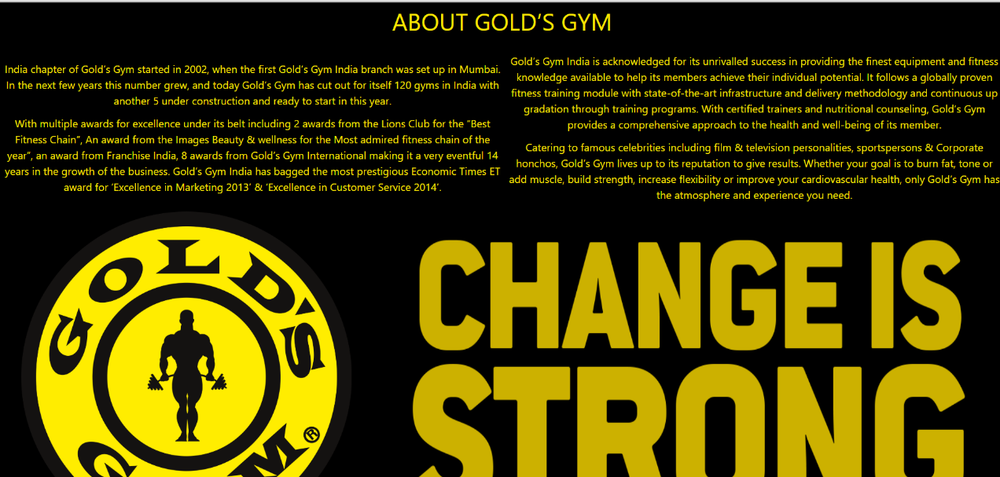 ABOUT GOLD’S GYM
India chapter of Gold’s Gym started in 2002, when the first Gold’s Gym India branch was set up in Mumbai.
In the next few years this number grew, and today Gold’s Gym has cut out for itself 120 gyms in India with
another 5 under construction and ready to start in this year.
With multiple awards for excellence under its belt including 2 awards from the Lions Club for the “Best
Fitness Chain”, An award from the Images Beauty & wellness for the Most admired fitness chain of the
year”, an award from Franchise India, 8 awards from Gold’s Gym International making it a very eventful 14
years in the growth of the business. Gold’s Gym India has bagged the most prestigious Economic Times ET
award for ‘Excellence in Marketing 2013’ & ‘Excellence in Customer Service 2014’.
Gold’s Gym India is acknowledged for its unrivalled success in providing the finest equipment and fitness
knowledge available to help its members achieve their individual potential. It follows a globally proven
fitness training module with state-of-the-art infrastructure and delivery methodology and continuous up
gradation through training programs. With certified trainers and nutritional counseling, Gold’s Gym
provides a comprehensive approach to the health and well-being of its member.
Catering to famous celebrities including film & television personalities, sportspersons & Corporate
honchos, Gold’s Gym lives up to its reputation to give results. Whether your goal is to burn fat, tone or
add muscle, build strength, increase flexibility or improve your cardiovascular health, only Gold’s Gym has
the atmosphere and experience you need.
GOLD'S
®
CHANGE IS
STRONG